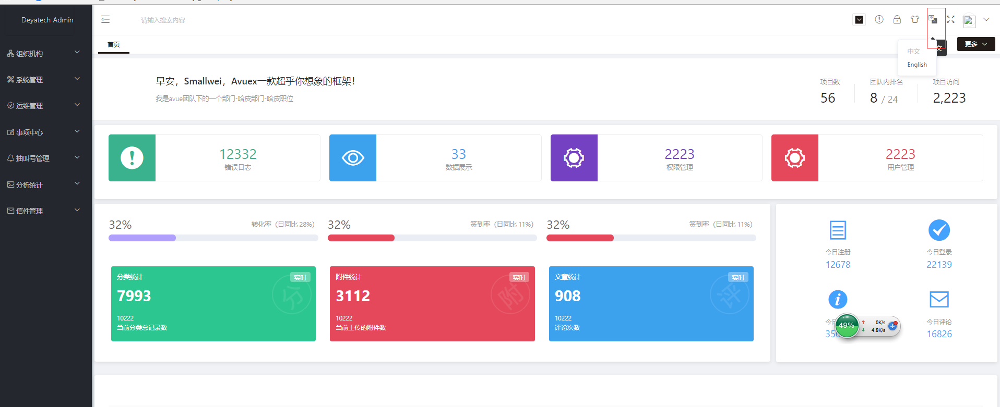 Deyatech Admin
请输入搜索内容
组织机构
系统管理
运维管理
事项中心
抽叫号管理
分析统计
信件管理
首页
更多
中文
English
文
早安，Smallwei，Avuex一款超乎你想象的框架！
我是avue团队下的一个部门-哈皮部门-哈皮职位
项目数
56
团队内排名
8 / 24
项目访问
2,223
12332
错误日志
33
数据展示
2223
权限管理
2223
用户管理
32%
转化率（日同比 28%）
32%
签到率（日同比 11%）
32%
签到率（日同比 11%）
分类统计
实时
7993
分
10222
当前分类总记录数
附件统计
实时
3112
附
10222
当前上传的附件数
文章统计
实时
908
评
10222
评论次数
今日注册
12678
今日登录
22139
今日评论
16826
49%
0K/s
4.8K/s